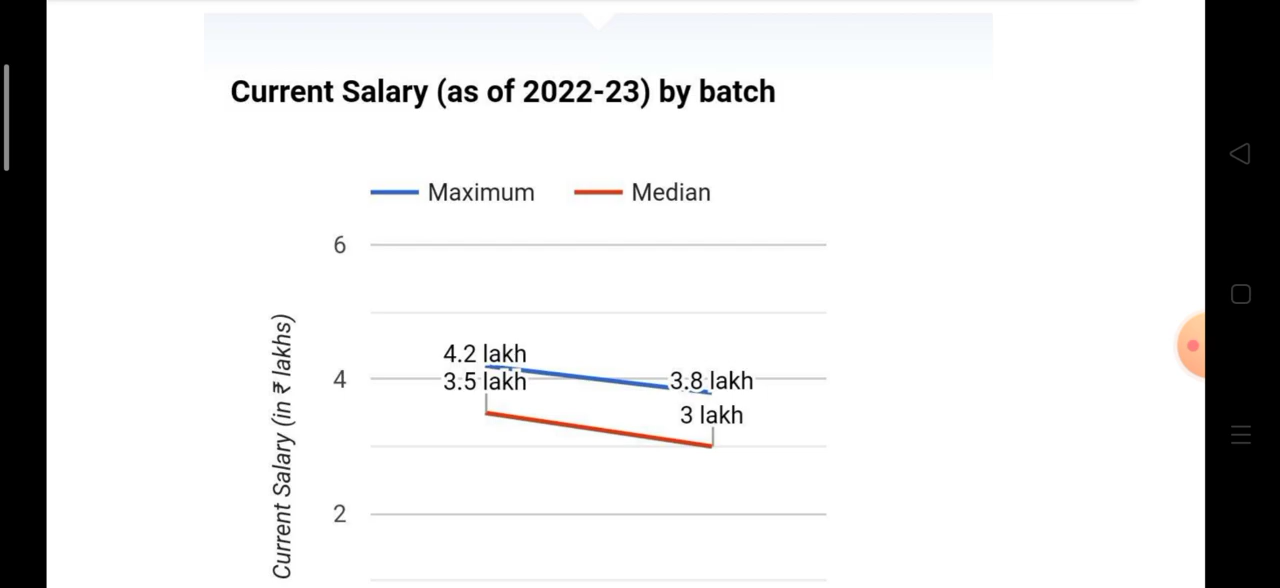 Current Salary (as of 2022-23) by batch
Maximum
Median
6
4.2 lakh
4
3.5 lakh
3.8 lakh
3 lakh
2
Current Salary (in ₹ lakhs)